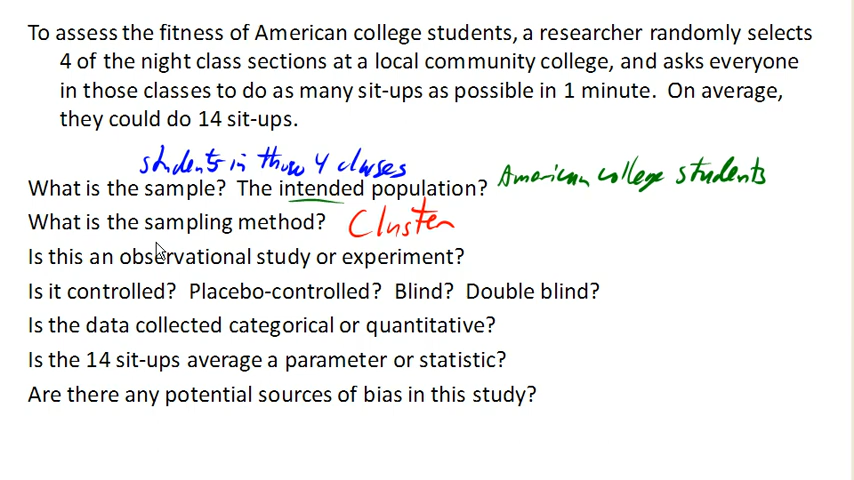 To assess the fitness of American college students, a researcher randomly selects
4 of the night class sections at a local community college, and asks everyone
in those classes to do as many sit-ups as possible in 1 minute. On average,
they could do 14 sit-ups.
students in those 4 classes
What is the sample? The intended population? American college students
What is the sampling method? Cluster
Is this an observational study or experiment?
Is it controlled? Placebo-controlled? Blind? Double blind?
Is the data collected categorical or quantitative?
Is the 14 sit-ups average a parameter or statistic?
Are there any potential sources of bias in this study?